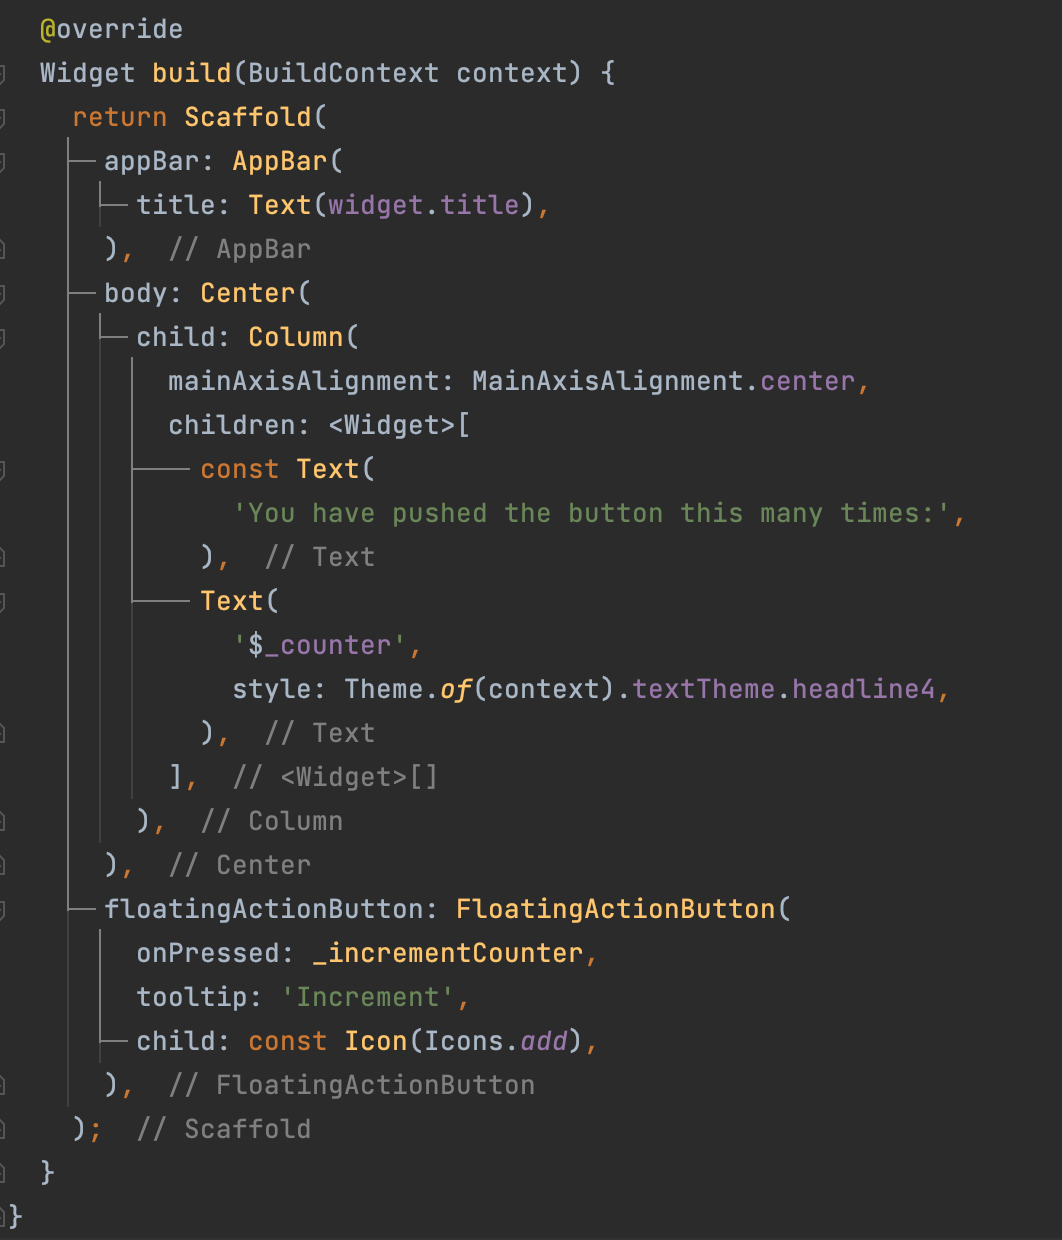 @override
Widget build(BuildContext context) {
return Scaffold(
appBar: AppBar(
title: Text(widget.title),
), // AppBar
body: Center(
child: Column(
mainAxisAlignment: MainAxisAlignment.center,
children: <Widget>[
const Text(
'You have pushed the button this many times:',
), // Text
Text(
'$_counter',
style: Theme.of(context).textTheme.headline4,
), // Text
], // <Widget>[]
), // Column
), // Center
floatingActionButton: FloatingActionButton(
onPressed: _incrementCounter,
tooltip: 'Increment',
child: const Icon(Icons.add),
), // FloatingActionButton
); // Scaffold
}
}